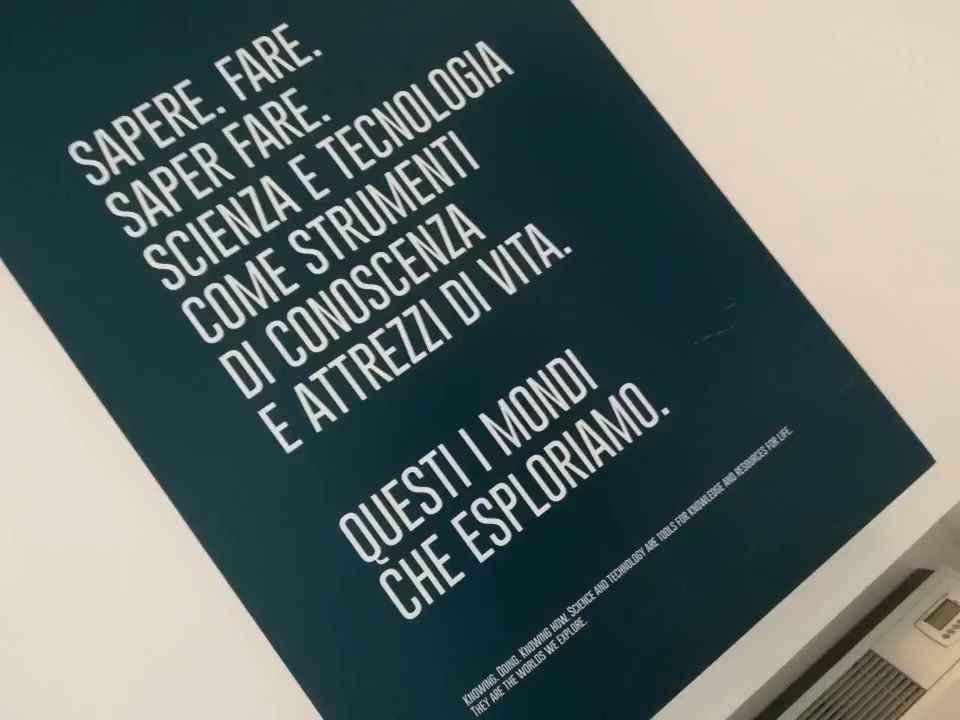 SAPERE. FARE.
SAPER FARE.
SCIENZA E TECNOLOGIA
COME STRUMENTI
DI CONOSCENZA
E ATTREZZI DI VITA.
QUESTI I MONDI
CHE ESPLORIAMO.
KNOWING. DOING. KNOWING HOW. SCIENCE AND TECHNOLOGY ARE TOOLS FOR KNOWLEDGE AND RESOURCES FOR LIFE.
THEY ARE THE WORLDS WE EXPLORE.